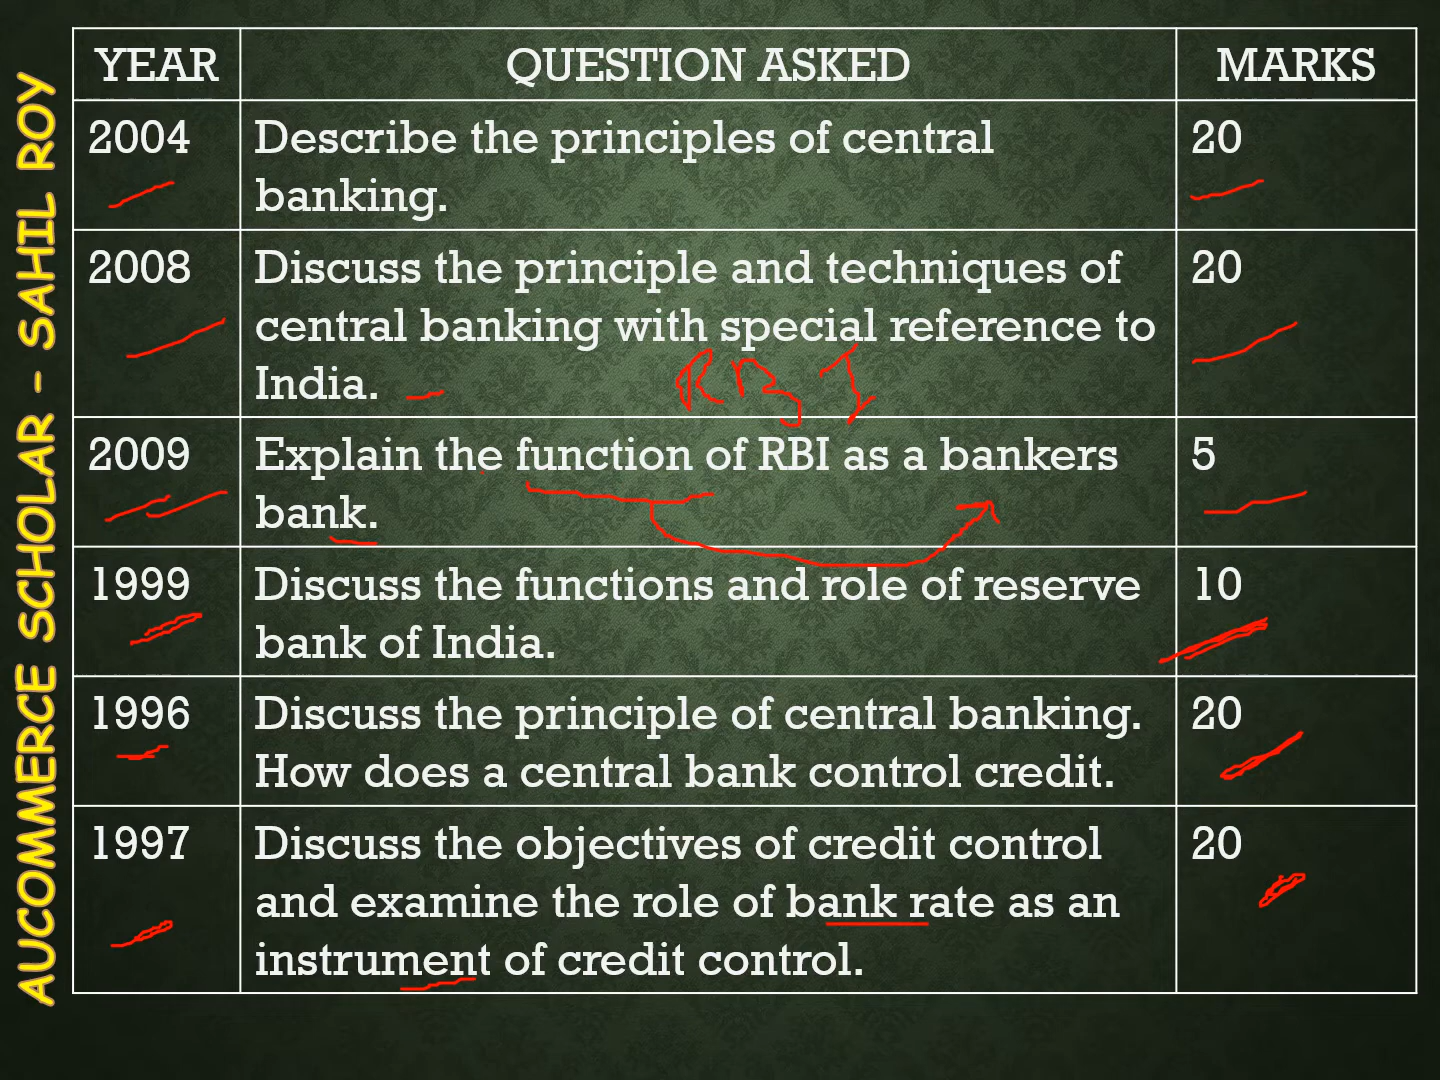 AUCOMMERCE SCHOLAR - SAHIL ROY
YEAR QUESTION ASKED MARKS
2004 Describe the principles of central 20
banking.
2008 Discuss the principle and techniques of 20
central banking with special reference to
India.
RBI
2009 Explain the function of RBI as a bankers 5
bank.
1999 Discuss the functions and role of reserve 10
bank of India.
1996 Discuss the principle of central banking. 20
How does a central bank control credit.
1997 Discuss the objectives of credit control 20
and examine the role of bank rate as an
instrument of credit control.